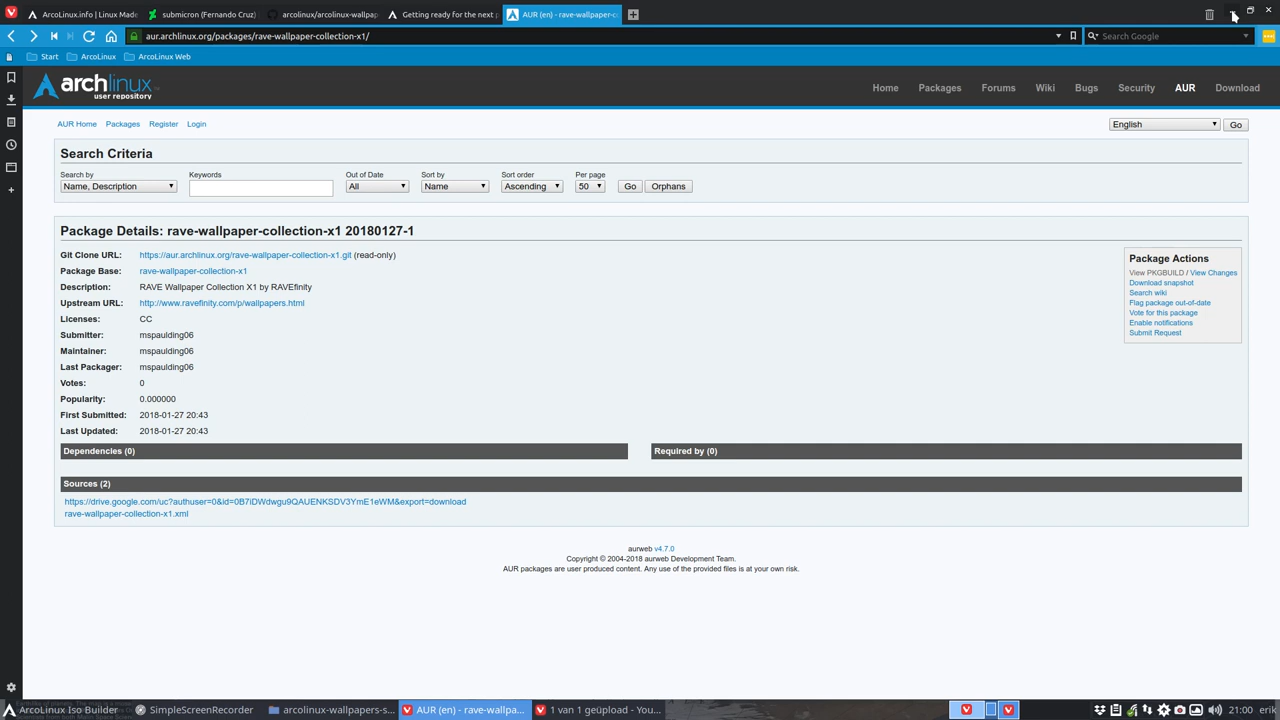 ArcoLinux.info | Linux Made
submicron (Fernando Cruz)
arcolinux/arcolinux-wallpap
Getting ready for the next p
AUR (en) - rave-wallpaper-c
aur.archlinux.org/packages/rave-wallpaper-collection-x1/
Search Google
Start
ArcoLinux
ArcoLinux Web
archlinux
user repository
Home
Packages
Forums
Wiki
Bugs
Security
AUR
Download
AUR Home
Packages
Register
Login
English
Go
Search Criteria
Search by
Keywords
Out of Date
Sort by
Sort order
Per page
Name, Description
All
Name
Ascending
50
Go
Orphans
Package Details: rave-wallpaper-collection-x1 20180127-1
Git Clone URL: https://aur.archlinux.org/rave-wallpaper-collection-x1.git (read-only)
Package Base: rave-wallpaper-collection-x1
Description: RAVE Wallpaper Collection X1 by RAVEfinity
Upstream URL: http://www.ravefinity.com/p/wallpapers.html
Licenses: CC
Submitter: mspaulding06
Maintainer: mspaulding06
Last Packager: mspaulding06
Votes: 0
Popularity: 0.000000
First Submitted: 2018-01-27 20:43
Last Updated: 2018-01-27 20:43
Package Actions
View PKGBUILD / View Changes
Download snapshot
Search wiki
Flag package out-of-date
Vote for this package
Enable notifications
Submit Request
Dependencies (0)
Required by (0)
Sources (2)
https://drive.google.com/uc?authuser=0&id=0B7iDWdwgu9QAUENKSDV3YmE1eWM&export=download
rave-wallpaper-collection-x1.xml
aurweb v4.7.0
Copyright © 2004-2018 aurweb Development Team.
AUR packages are user produced content. Any use of the provided files is at your own risk.
ArcoLinux Iso Builder
SimpleScreenRecorder
arcolinux-wallpapers-s...
AUR (en) - rave-wallpa...
1 van 1 geüpload - You...
21:00
erik